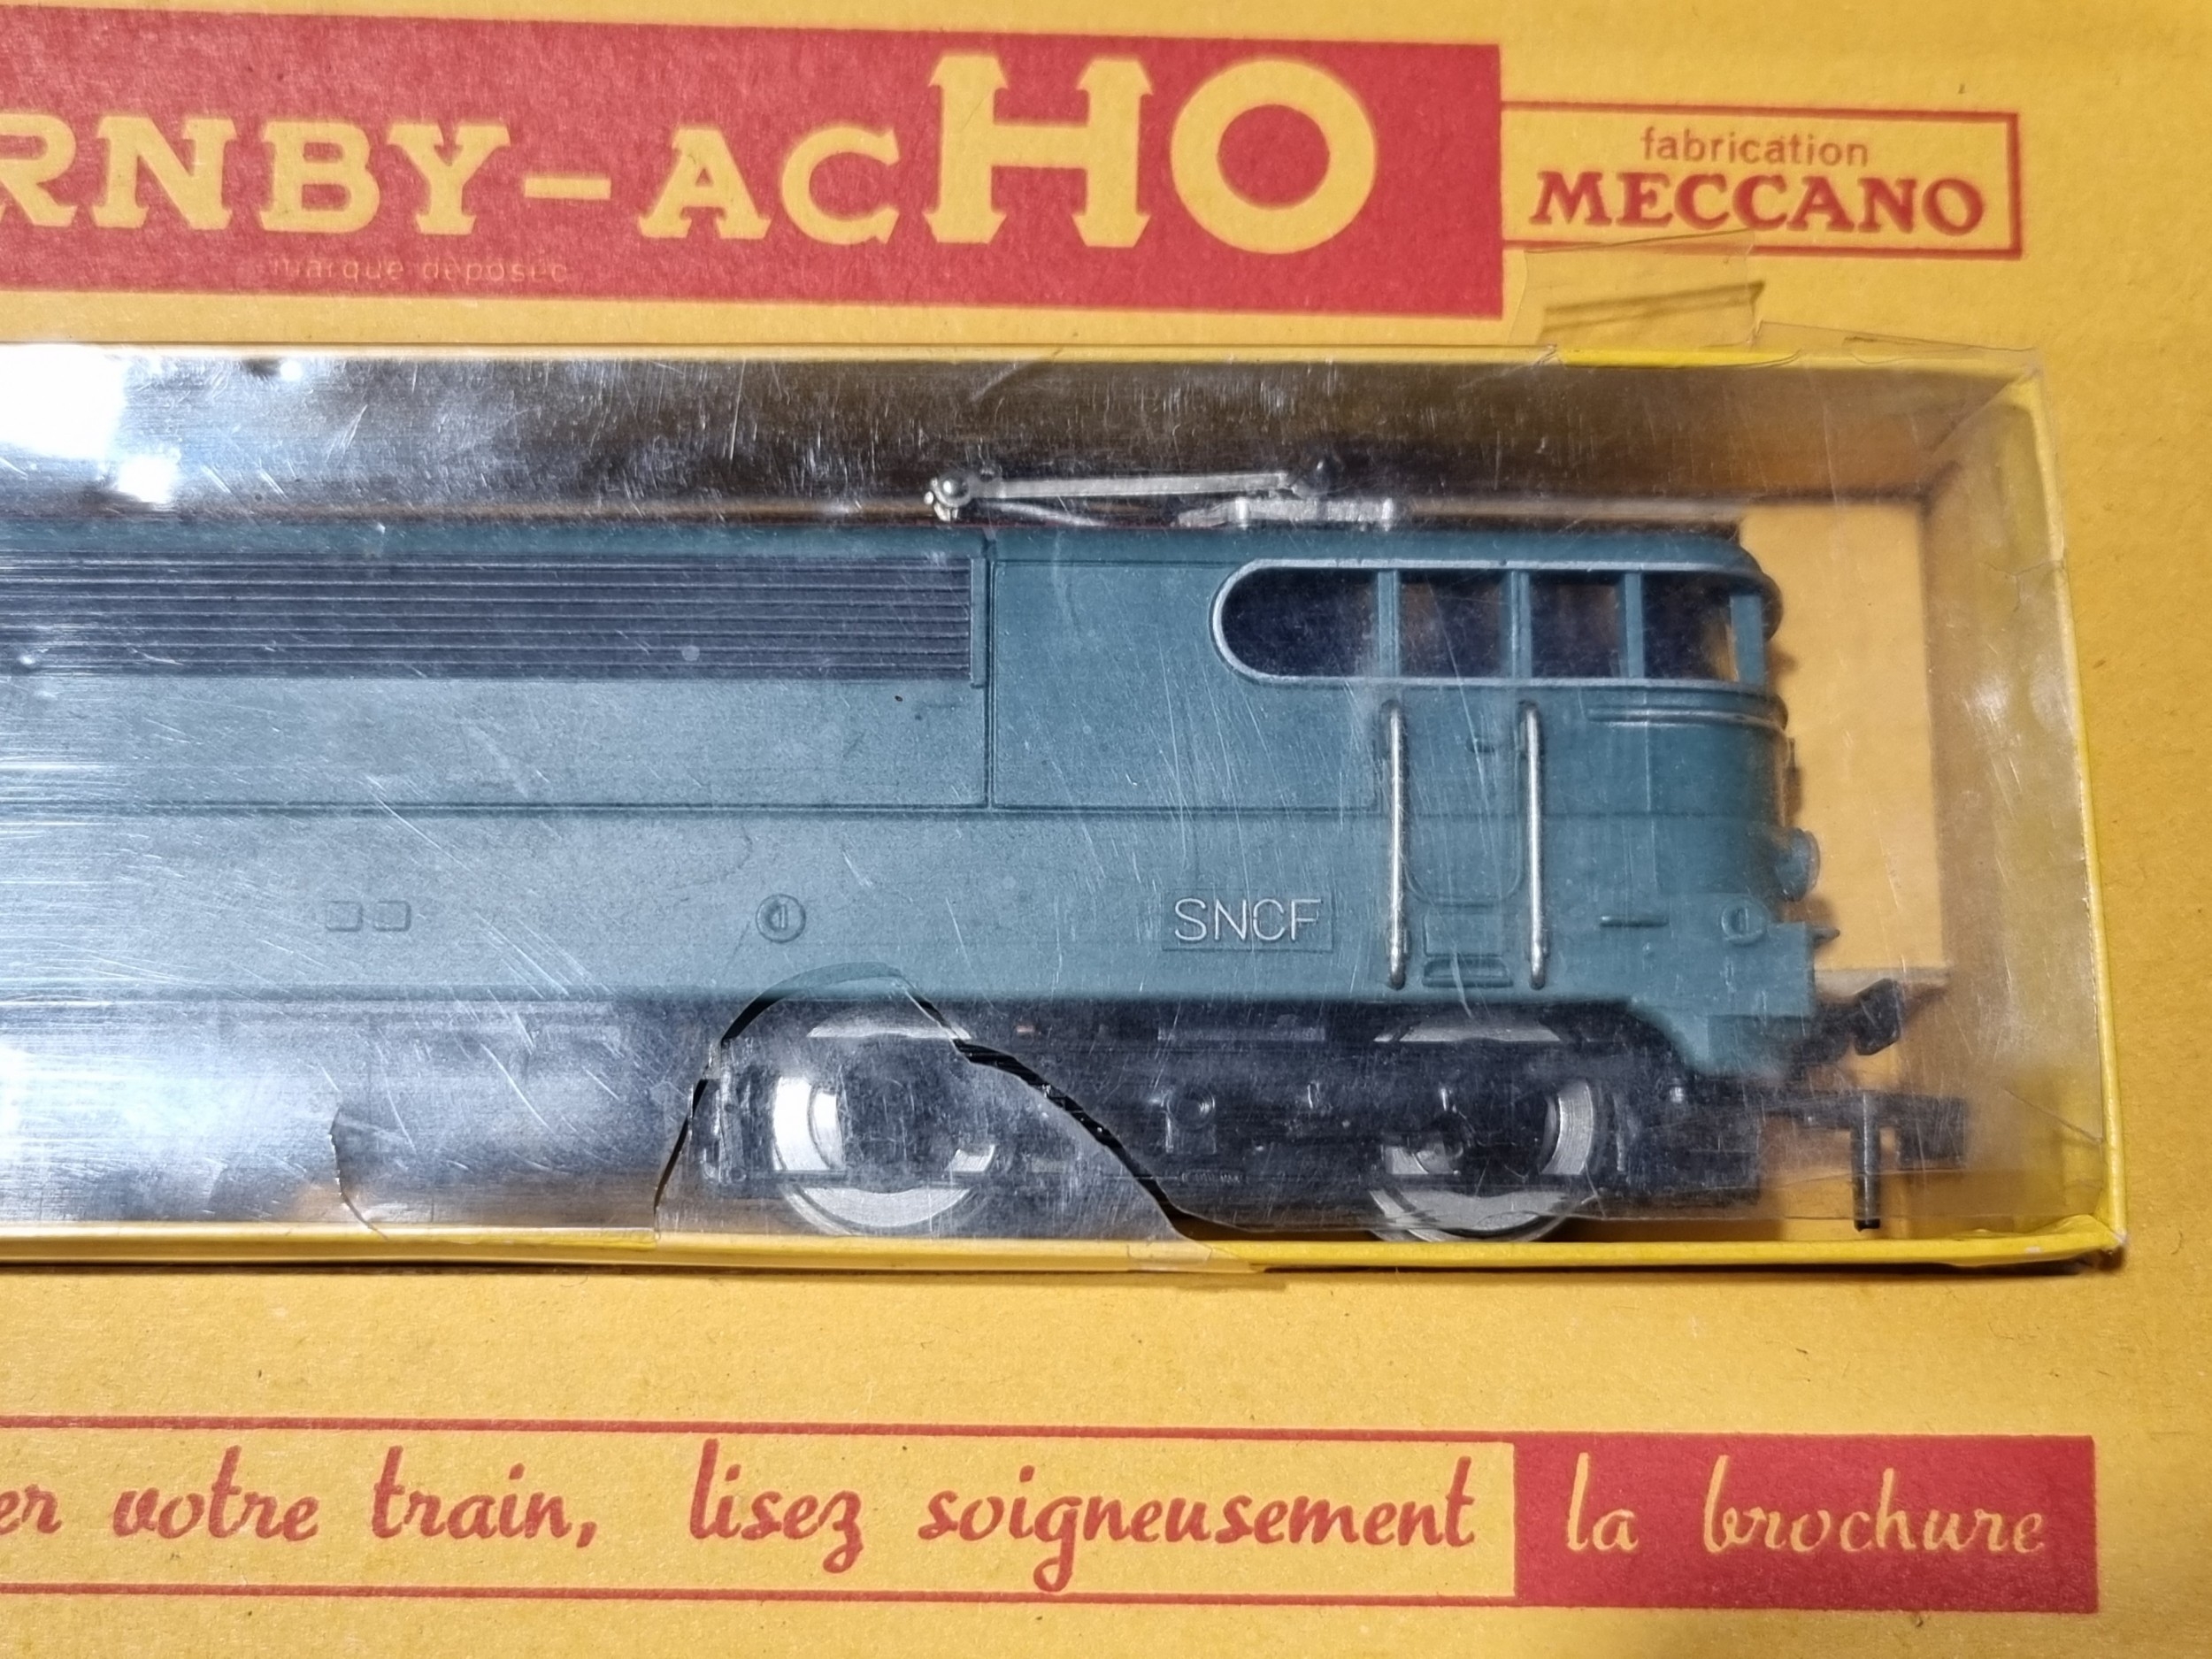 RNBY-ACHO
fabrication
MECCANO
marque déposée
SNCF
er votre train, lisez soigneusement la brochure